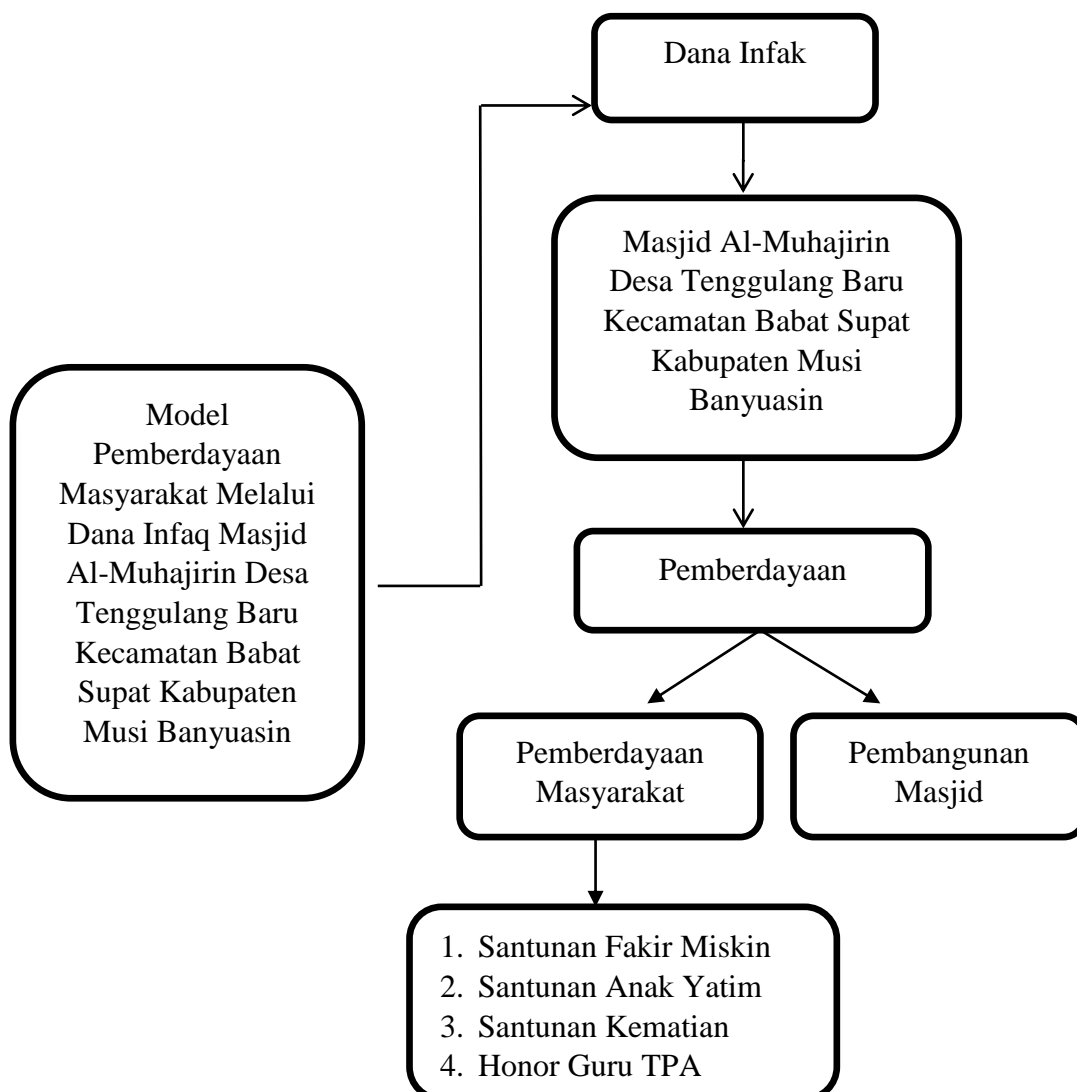 Dana Infak
Masjid Al-Muhajirin
Desa Tenggulang Baru
Kecamatan Babat Supat
Kabupaten Musi
Banyuasin
Model
Pemberdayaan
Masyarakat Melalui
Dana Infaq Masjid
Al-Muhajirin Desa
Tenggulang Baru
Kecamatan Babat
Supat Kabupaten
Musi Banyuasin
Pemberdayaan
Pemberdayaan
Masyarakat
Pembangunan
Masjid
1. Santunan Fakir Miskin
2. Santunan Anak Yatim
3. Santunan Kematian
4. Honor Guru TPA